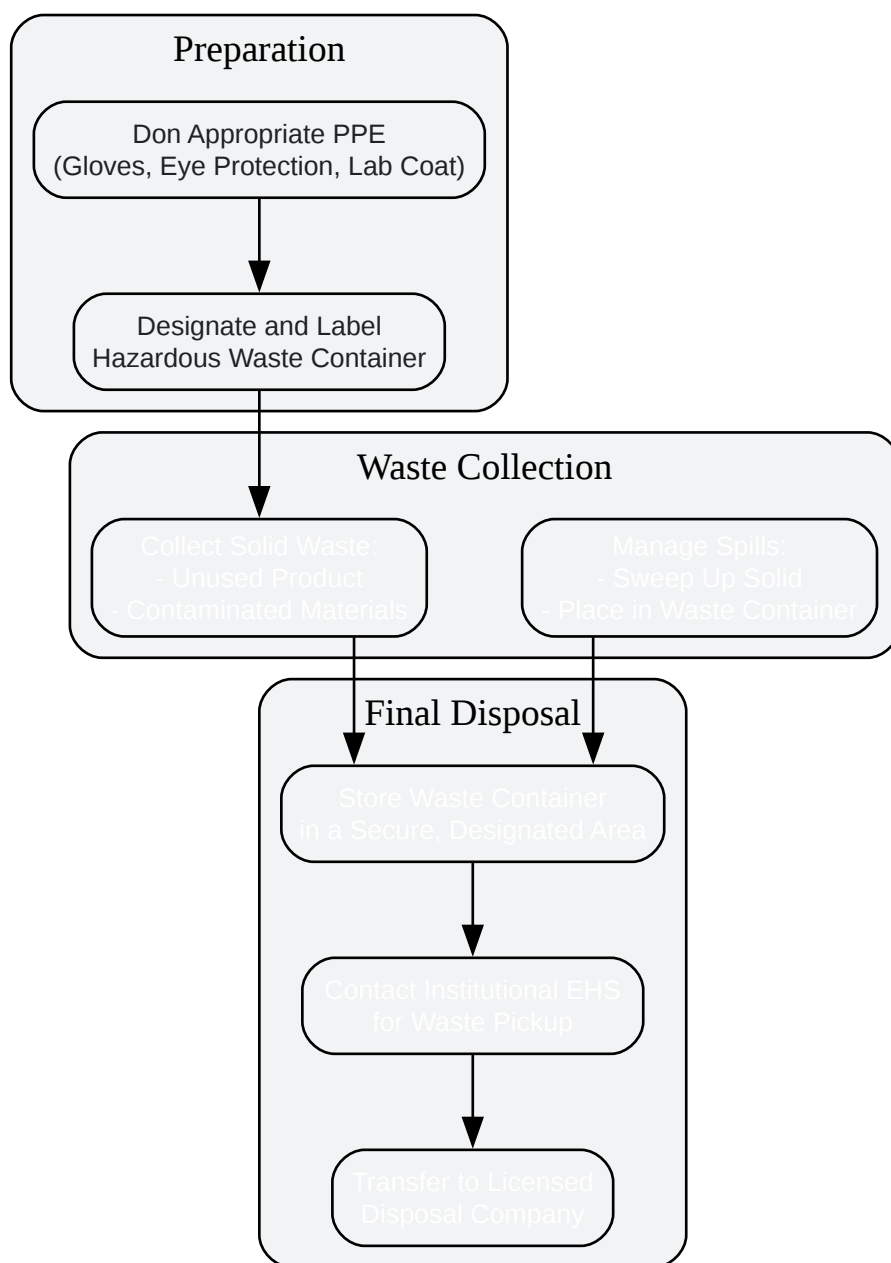 Preparation
Don Appropriate PPE
(Gloves, Eye Protection, Lab Coat)
Designate and Label
Hazardous Waste Container
Waste Collection
Collect Solid Waste:
- Unused Product
- Contaminated Materials
Manage Spills:
- Sweep Up Solid
- Place in Waste Container
Final Disposal
Store Waste Container
in a Secure, Designated Area
Contact Institutional EHS
for Waste Pickup
Transfer to Licensed
Disposal Company